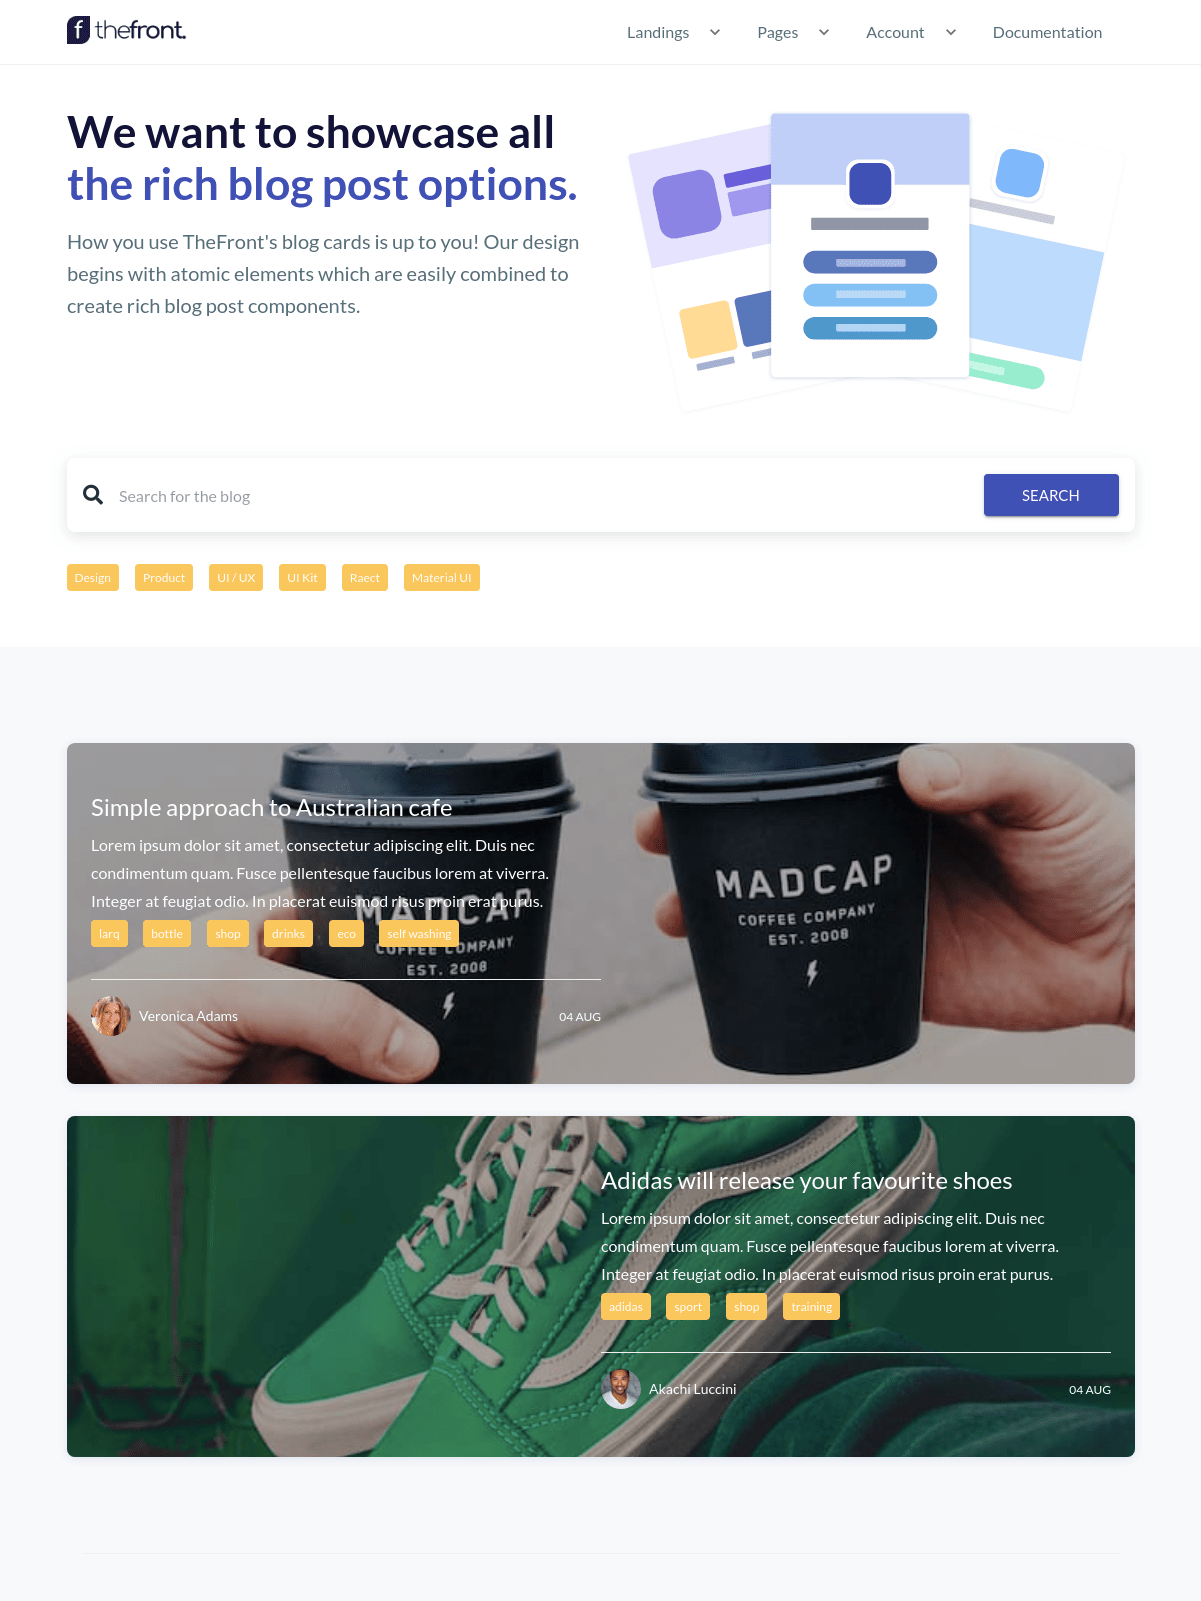 f thefront.
Landings Pages Account Documentation
We want to showcase all
the rich blog post options.
How you use TheFront's blog cards is up to you! Our design
begins with atomic elements which are easily combined to
create rich blog post components.
Search for the blog
SEARCH
Design Product UI / UX UI Kit Raect Material UI
Simple approach to Australian cafe
Lorem ipsum dolor sit amet, consectetur adipiscing elit. Duis nec
condimentum quam. Fusce pellentesque faucibus lorem at viverra.
Integer at feugiat odio. In placerat euismod risus proin erat purus.
larq bottle shop drinks eco self washing
Veronica Adams
04 AUG
MADCAP
COFFEE COMPANY
EST. 2008
MADCAP
COFFEE COMPANY
EST. 2008
Adidas will release your favourite shoes
Lorem ipsum dolor sit amet, consectetur adipiscing elit. Duis nec
condimentum quam. Fusce pellentesque faucibus lorem at viverra.
Integer at feugiat odio. In placerat euismod risus proin erat purus.
adidas sport shop training
Akachi Luccini
04 AUG